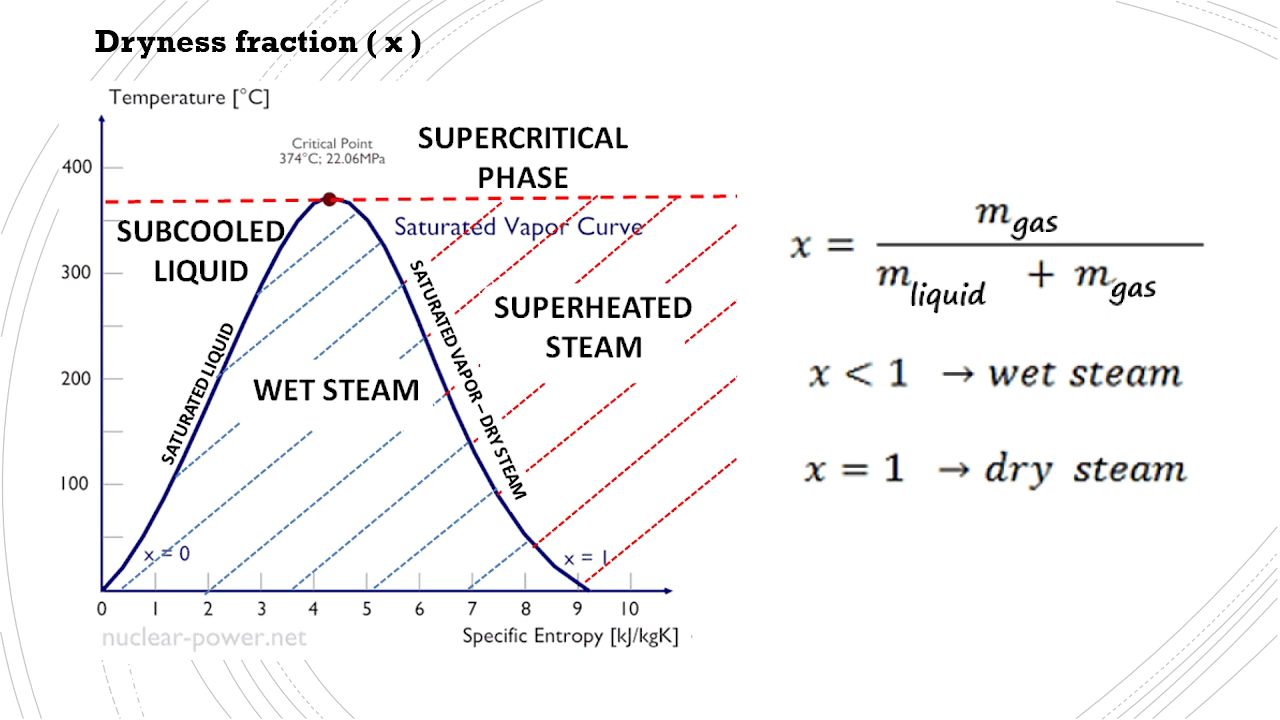 Dryness fraction ( x )
Temperature [°C]
Critical Point
374°C; 22.06MPa
SUPERCRITICAL
PHASE
400
SUBCOOLED
LIQUID
Saturated Vapor Curve
300
SUPERHEATED
STEAM
SATURATED LIQUID
SATURATED VAPOR – DRY STEAM
200
WET STEAM
100
x = 0
x = 1
0 1 2 3 4 5 6 7 8 9 10
nuclear-power.net
Specific Entropy [kJ/kgK]
x = m_gas / (m_liquid + m_gas)
x < 1 → wet steam
x = 1 → dry steam